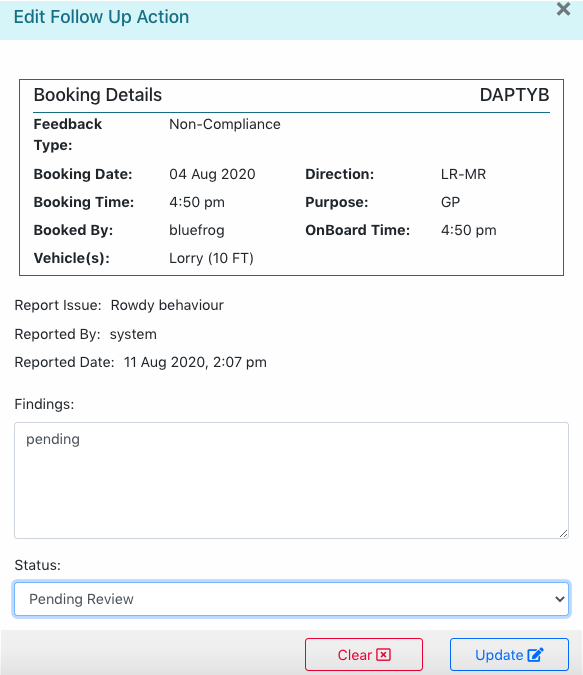 Edit Follow Up Action
Booking Details DAPTYB
Feedback Type: Non-Compliance
Booking Date: 04 Aug 2020 Direction: LR-MR
Booking Time: 4:50 pm Purpose: GP
Booked By: bluefrog OnBoard Time: 4:50 pm
Vehicle(s): Lorry (10 FT)
Report Issue: Rowdy behaviour
Reported By: system
Reported Date: 11 Aug 2020, 2:07 pm
Findings:
pending
Status:
Pending Review
Clear Update